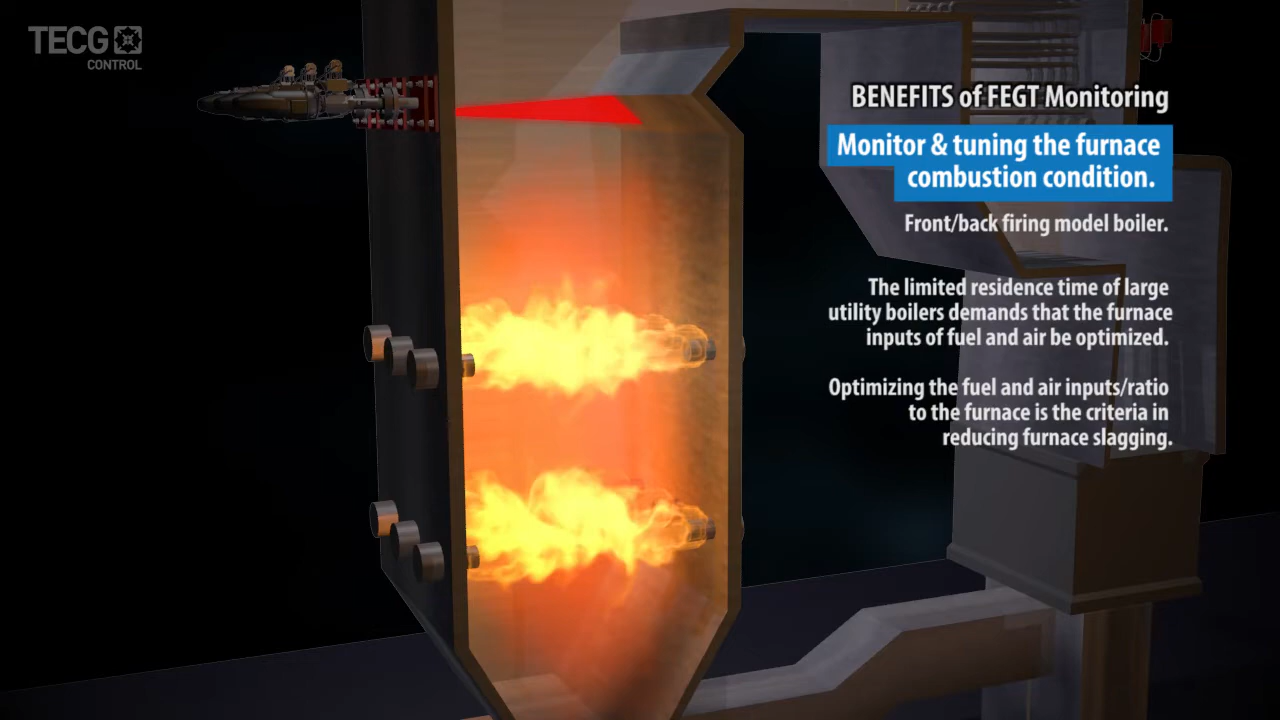 TECG
CONTROL
BENEFITS of FEGT Monitoring
Monitor & tuning the furnace
combustion condition.
Front/back firing model boiler.
The limited residence time of large
utility boilers demands that the furnace
inputs of fuel and air be optimized.
Optimizing the fuel and air inputs/ratio
to the furnace is the criteria in
reducing furnace slagging.